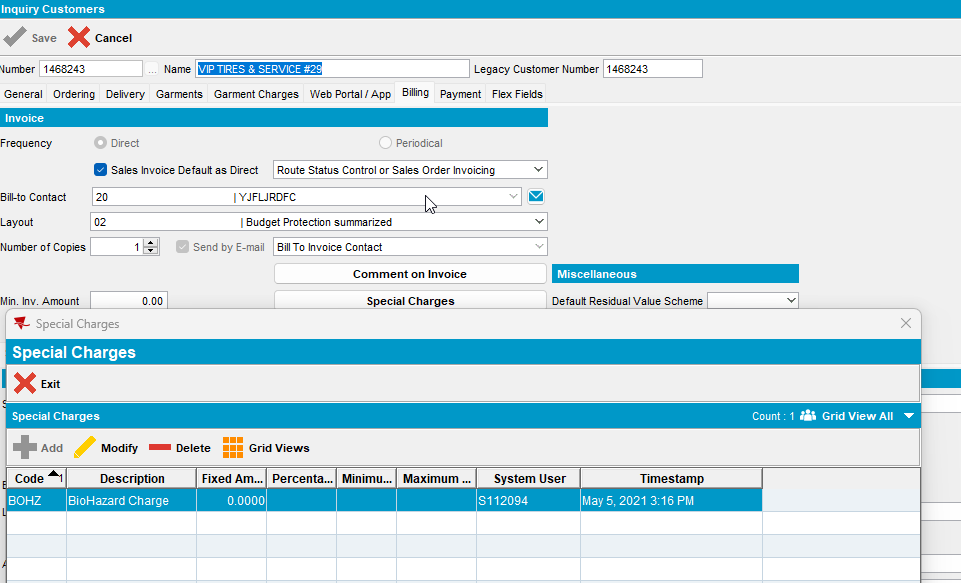 Inquiry Customers
Save Cancel
Number 1468243 ... Name VIP TIRES & SERVICE #29 Legacy Customer Number 1468243
General Ordering Delivery Garments Garment Charges Web Portal / App Billing Payment Flex Fields
Invoice
Frequency Direct Periodical
Sales Invoice Default as Direct Route Status Control or Sales Order Invoicing
Bill-to Contact 20 | YJFLJRDFC
Layout 02 | Budget Protection summarized
Number of Copies 1 Send by E-mail Bill To Invoice Contact
Comment on Invoice Miscellaneous
Min. Inv. Amount 0.00 Special Charges Default Residual Value Scheme
Special Charges
Special Charges
Exit
Special Charges Count : 1 Grid View All
Add Modify Delete Grid Views
Code 1 Description Fixed Am... Percenta... Minimu... Maximum ... System User Timestamp
BOHZ BioHazard Charge 0.0000 S112094 May 5, 2021 3:16 PM